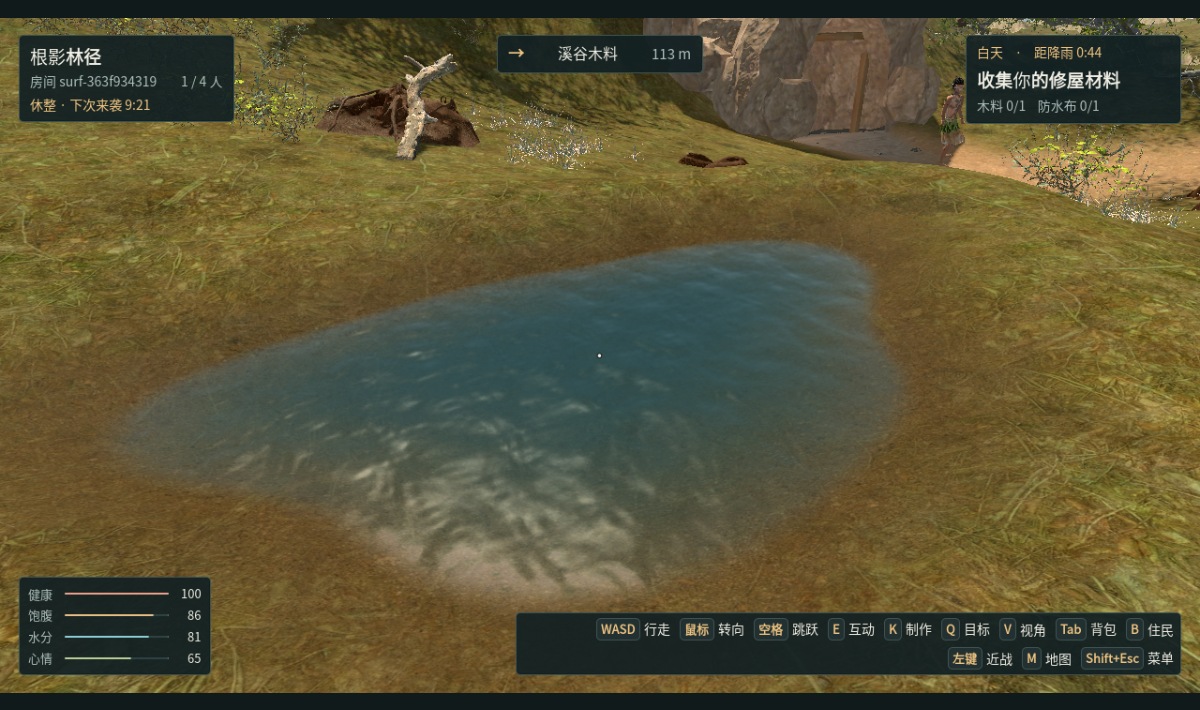 根影林径
房间 surf-363f934319 1 / 4 人
休整 · 下次来袭 9:21
→ 溪谷木料 113 m
白天 · 距降雨 0:44
收集你的修屋材料
木料 0/1 防水布 0/1
健康 100
饱腹 86
水分 81
心情 65
WASD 行走 鼠标 转向 空格 跳跃 E 互动 K 制作 Q 目标 V 视角 Tab 背包 B 住民
左键 近战 M 地图 Shift+Esc 菜单